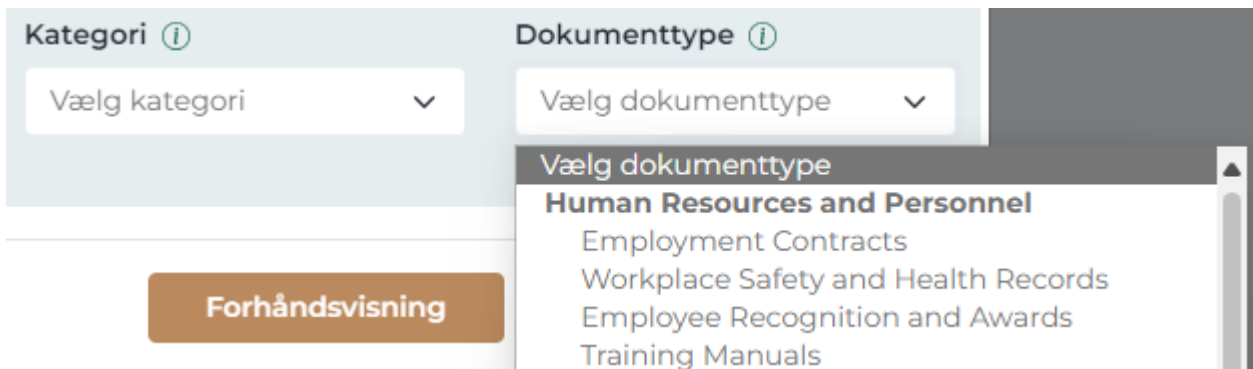 Kategori
Dokumenttype
Vælg kategori
Vælg dokumenttype
Vælg dokumenttype
Human Resources and Personnel
Employment Contracts
Workplace Safety and Health Records
Employee Recognition and Awards
Training Manuals
Forhåndsvisning